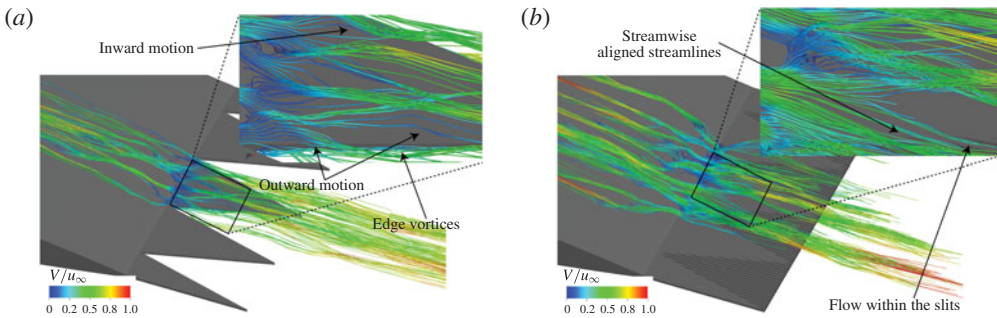 (a)
Inward motion
Outward motion
Edge vortices
V/u∞
0 0.2 0.5 0.8 1.0
(b)
Streamwise
aligned streamlines
V/u∞
0 0.2 0.5 0.8 1.0
Flow within the slits